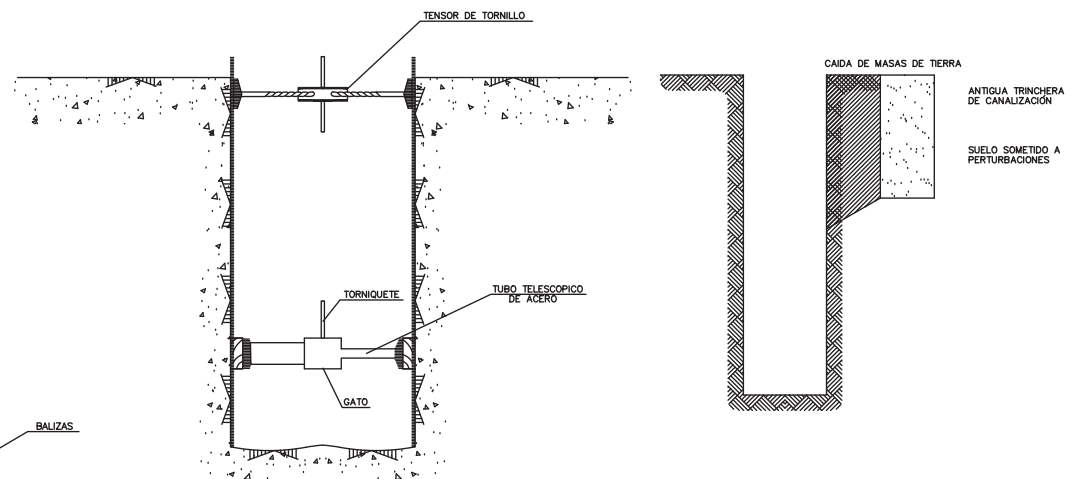 TENSOR DE TORNILLO
CAIDA DE MASAS DE TIERRA
ANTIGUA TRINCHERA
DE CANALIZACIÓN
SUELO SOMETIDO A
PERTURBACIONES
TORNIQUETE
TUBO TELESCOPICO
DE ACERO
GATO
BALIZAS